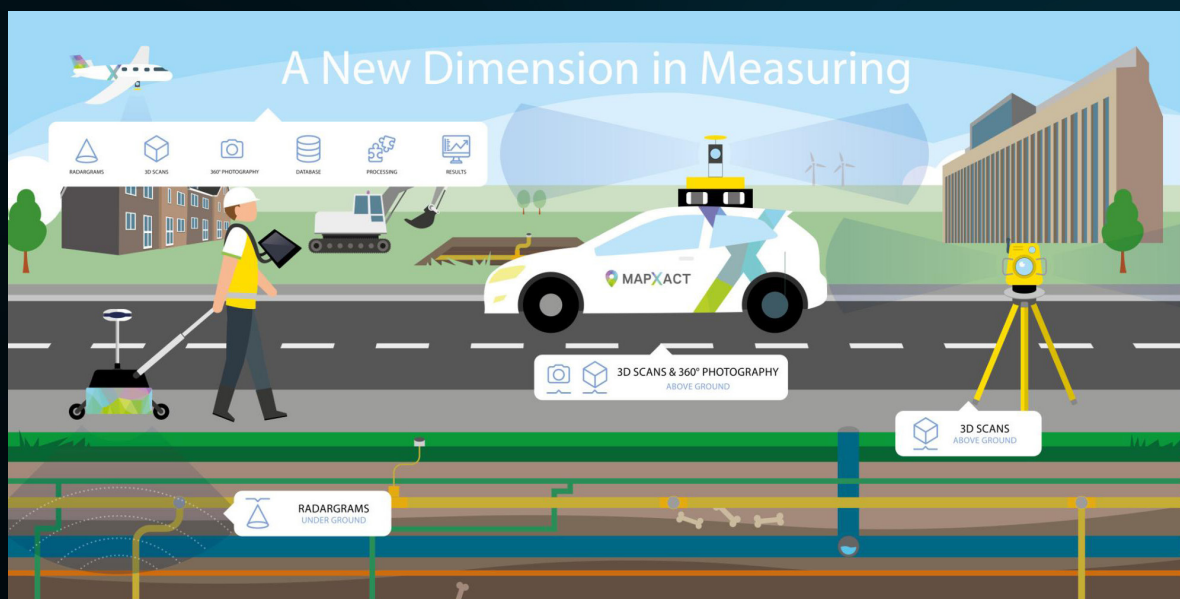 A New Dimension in Measuring
RADARGRAMS
3D SCANS
360° PHOTOGRAPHY
DATABASE
PROCESSING
RESULTS
MAPXACT
3D SCANS & 360° PHOTOGRAPHY
ABOVE GROUND
3D SCANS
ABOVE GROUND
RADARGRAMS
UNDER GROUND